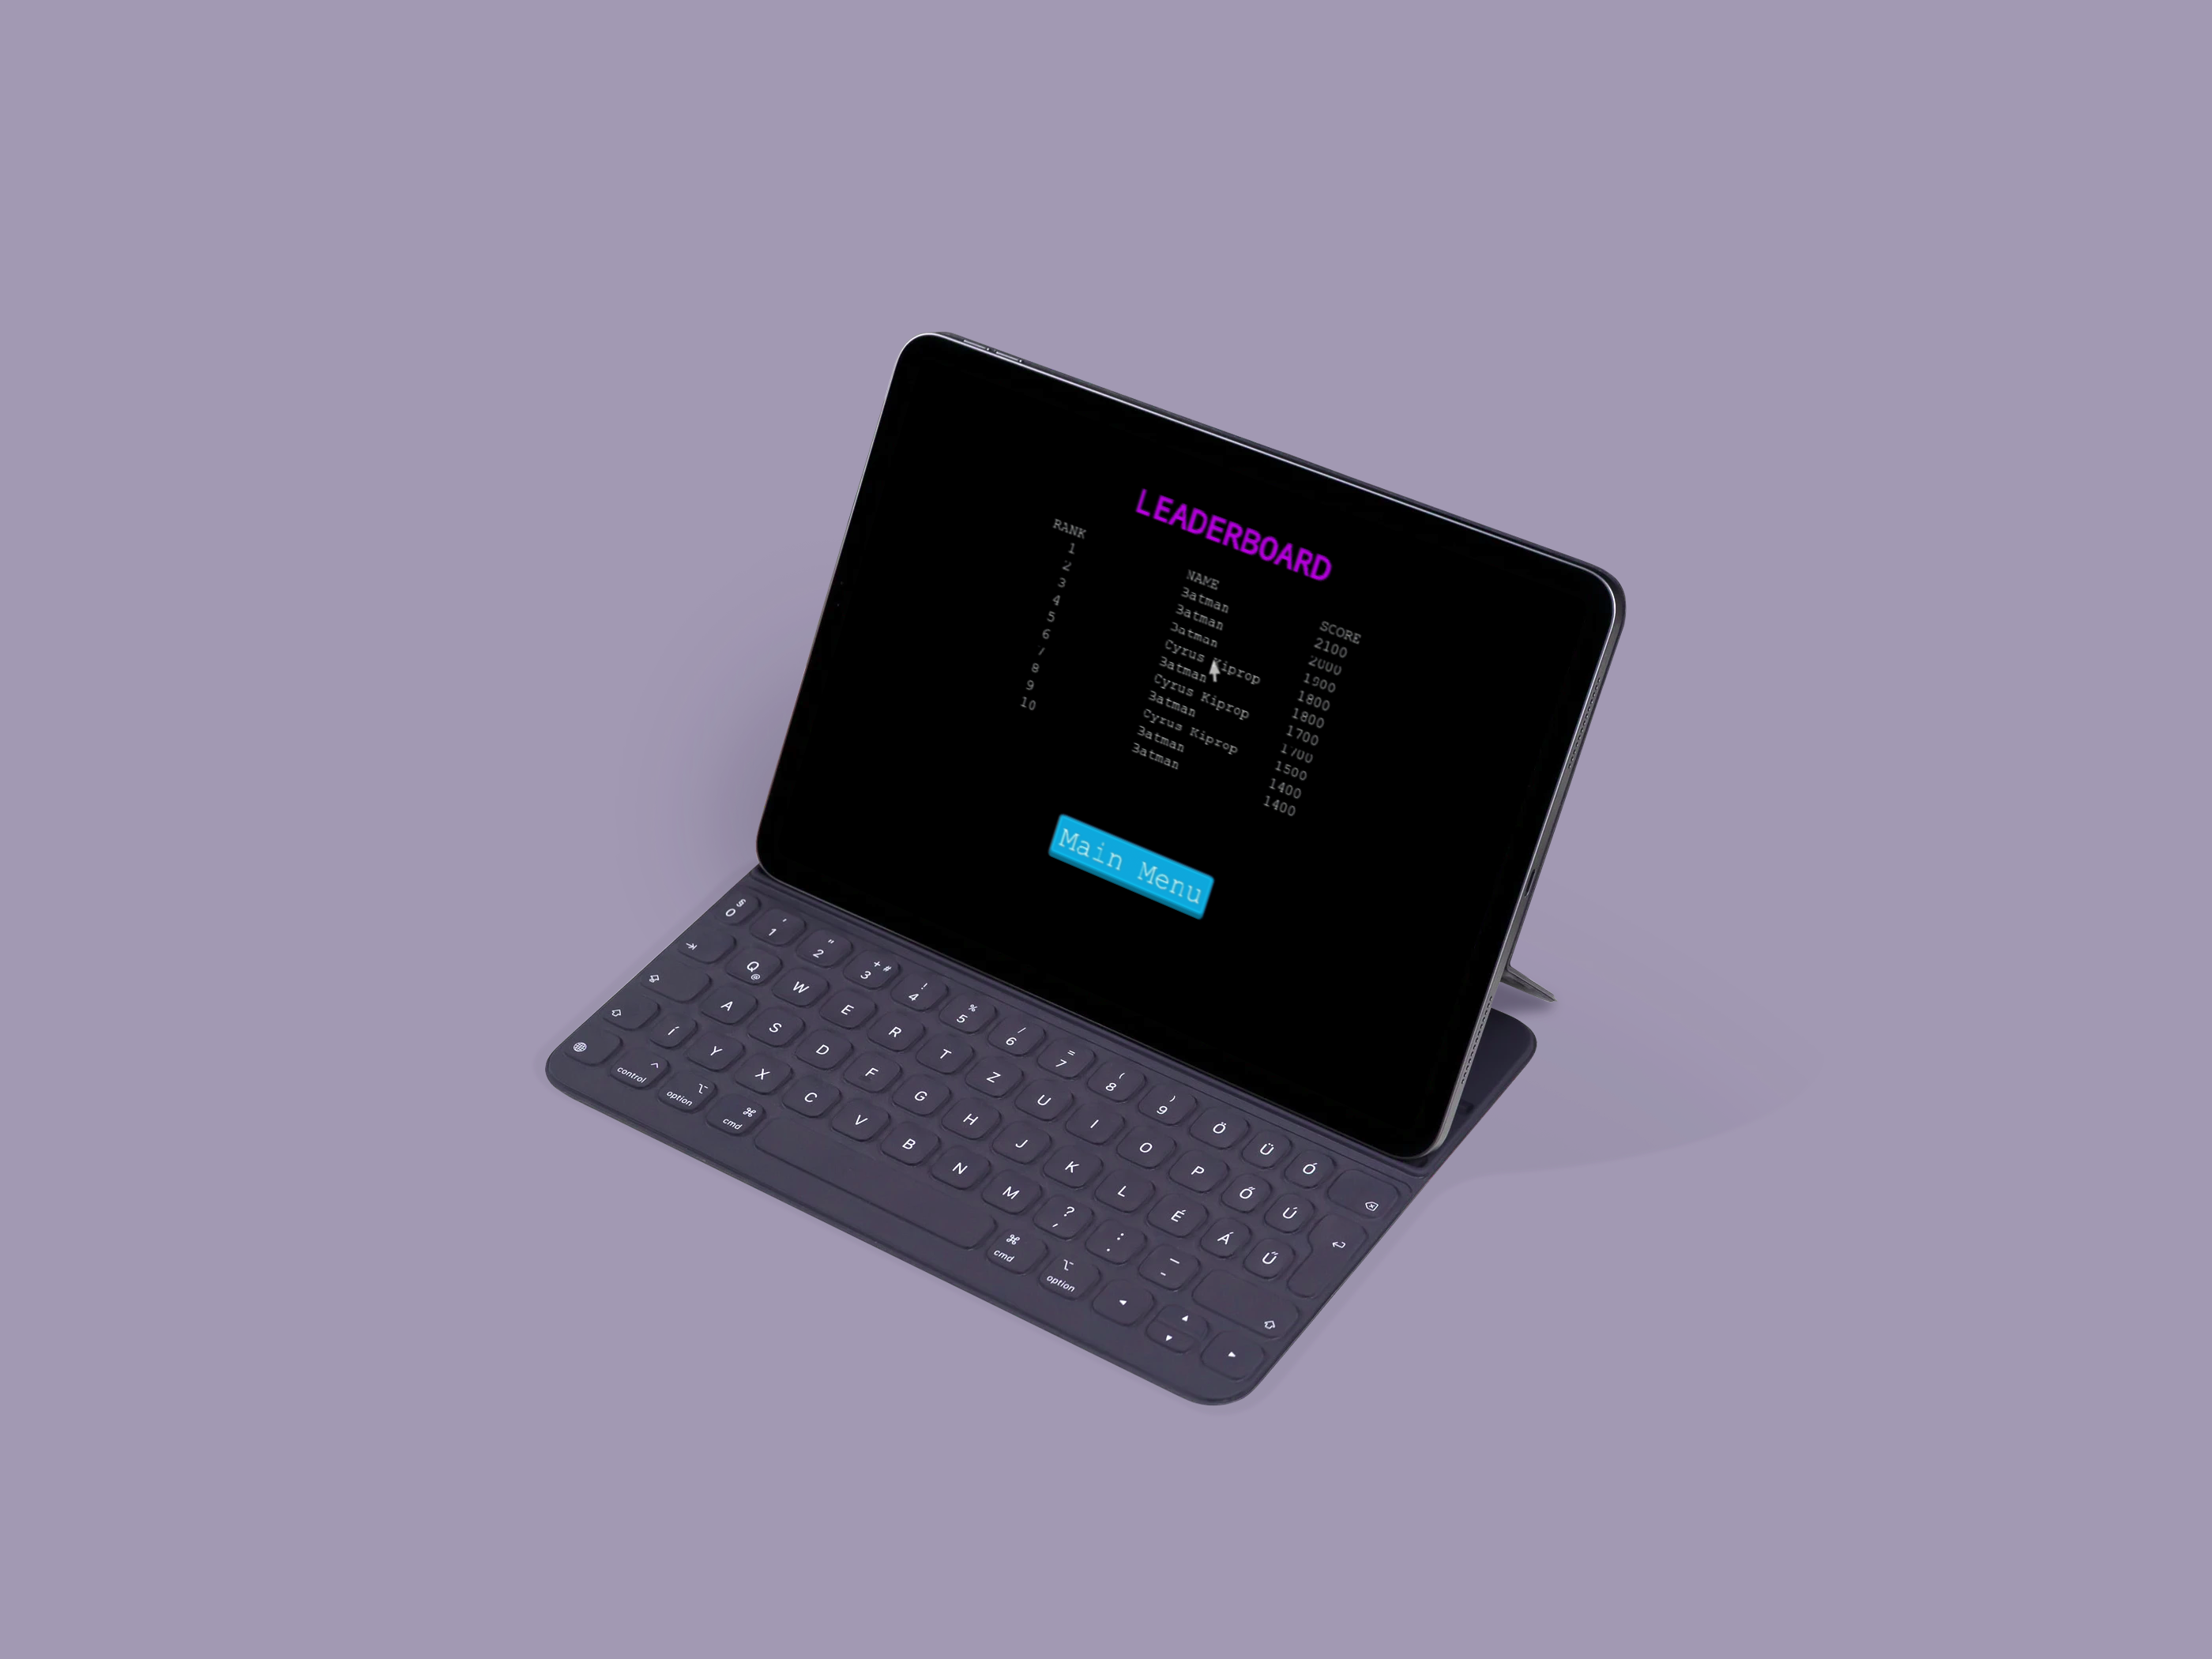 LEADERBOARD
RANK NAME SCORE
1 Batman 2100
2 Batman 2000
3 Batman 1900
4 Cyrus Kiprop 1800
5 Batman 1800
6 Cyrus Kiprop 1700
7 Batman 1700
8 Cyrus Kiprop 1500
9 Batman 1400
10 Batman 1400
Main Menu
§ 0 ' 1 " 2 + # 3 ! 4 % 5 / 6 = 7 ( 8 ) 9 Ö Ü Ó
Q @ W E R T Z U I O P Ő Ú
A S D F G H J K L É Á Ű
Í Y X C V B N M ? , : . _ -
control option cmd cmd option